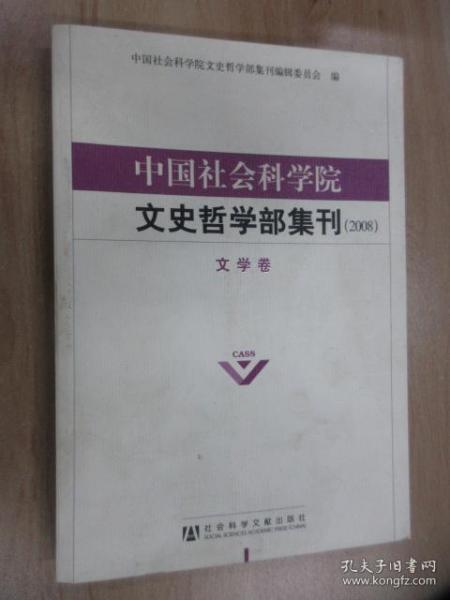 中国社会科学院文史哲学部集刊编辑委员会 编
中国社会科学院
文史哲学部集刊(2008)
文学卷
CASS
社会科学文献出版社
SOCIAL SCIENCES ACADEMIC PRESS (CHINA)
孔夫子旧书网
www.kongfz.com